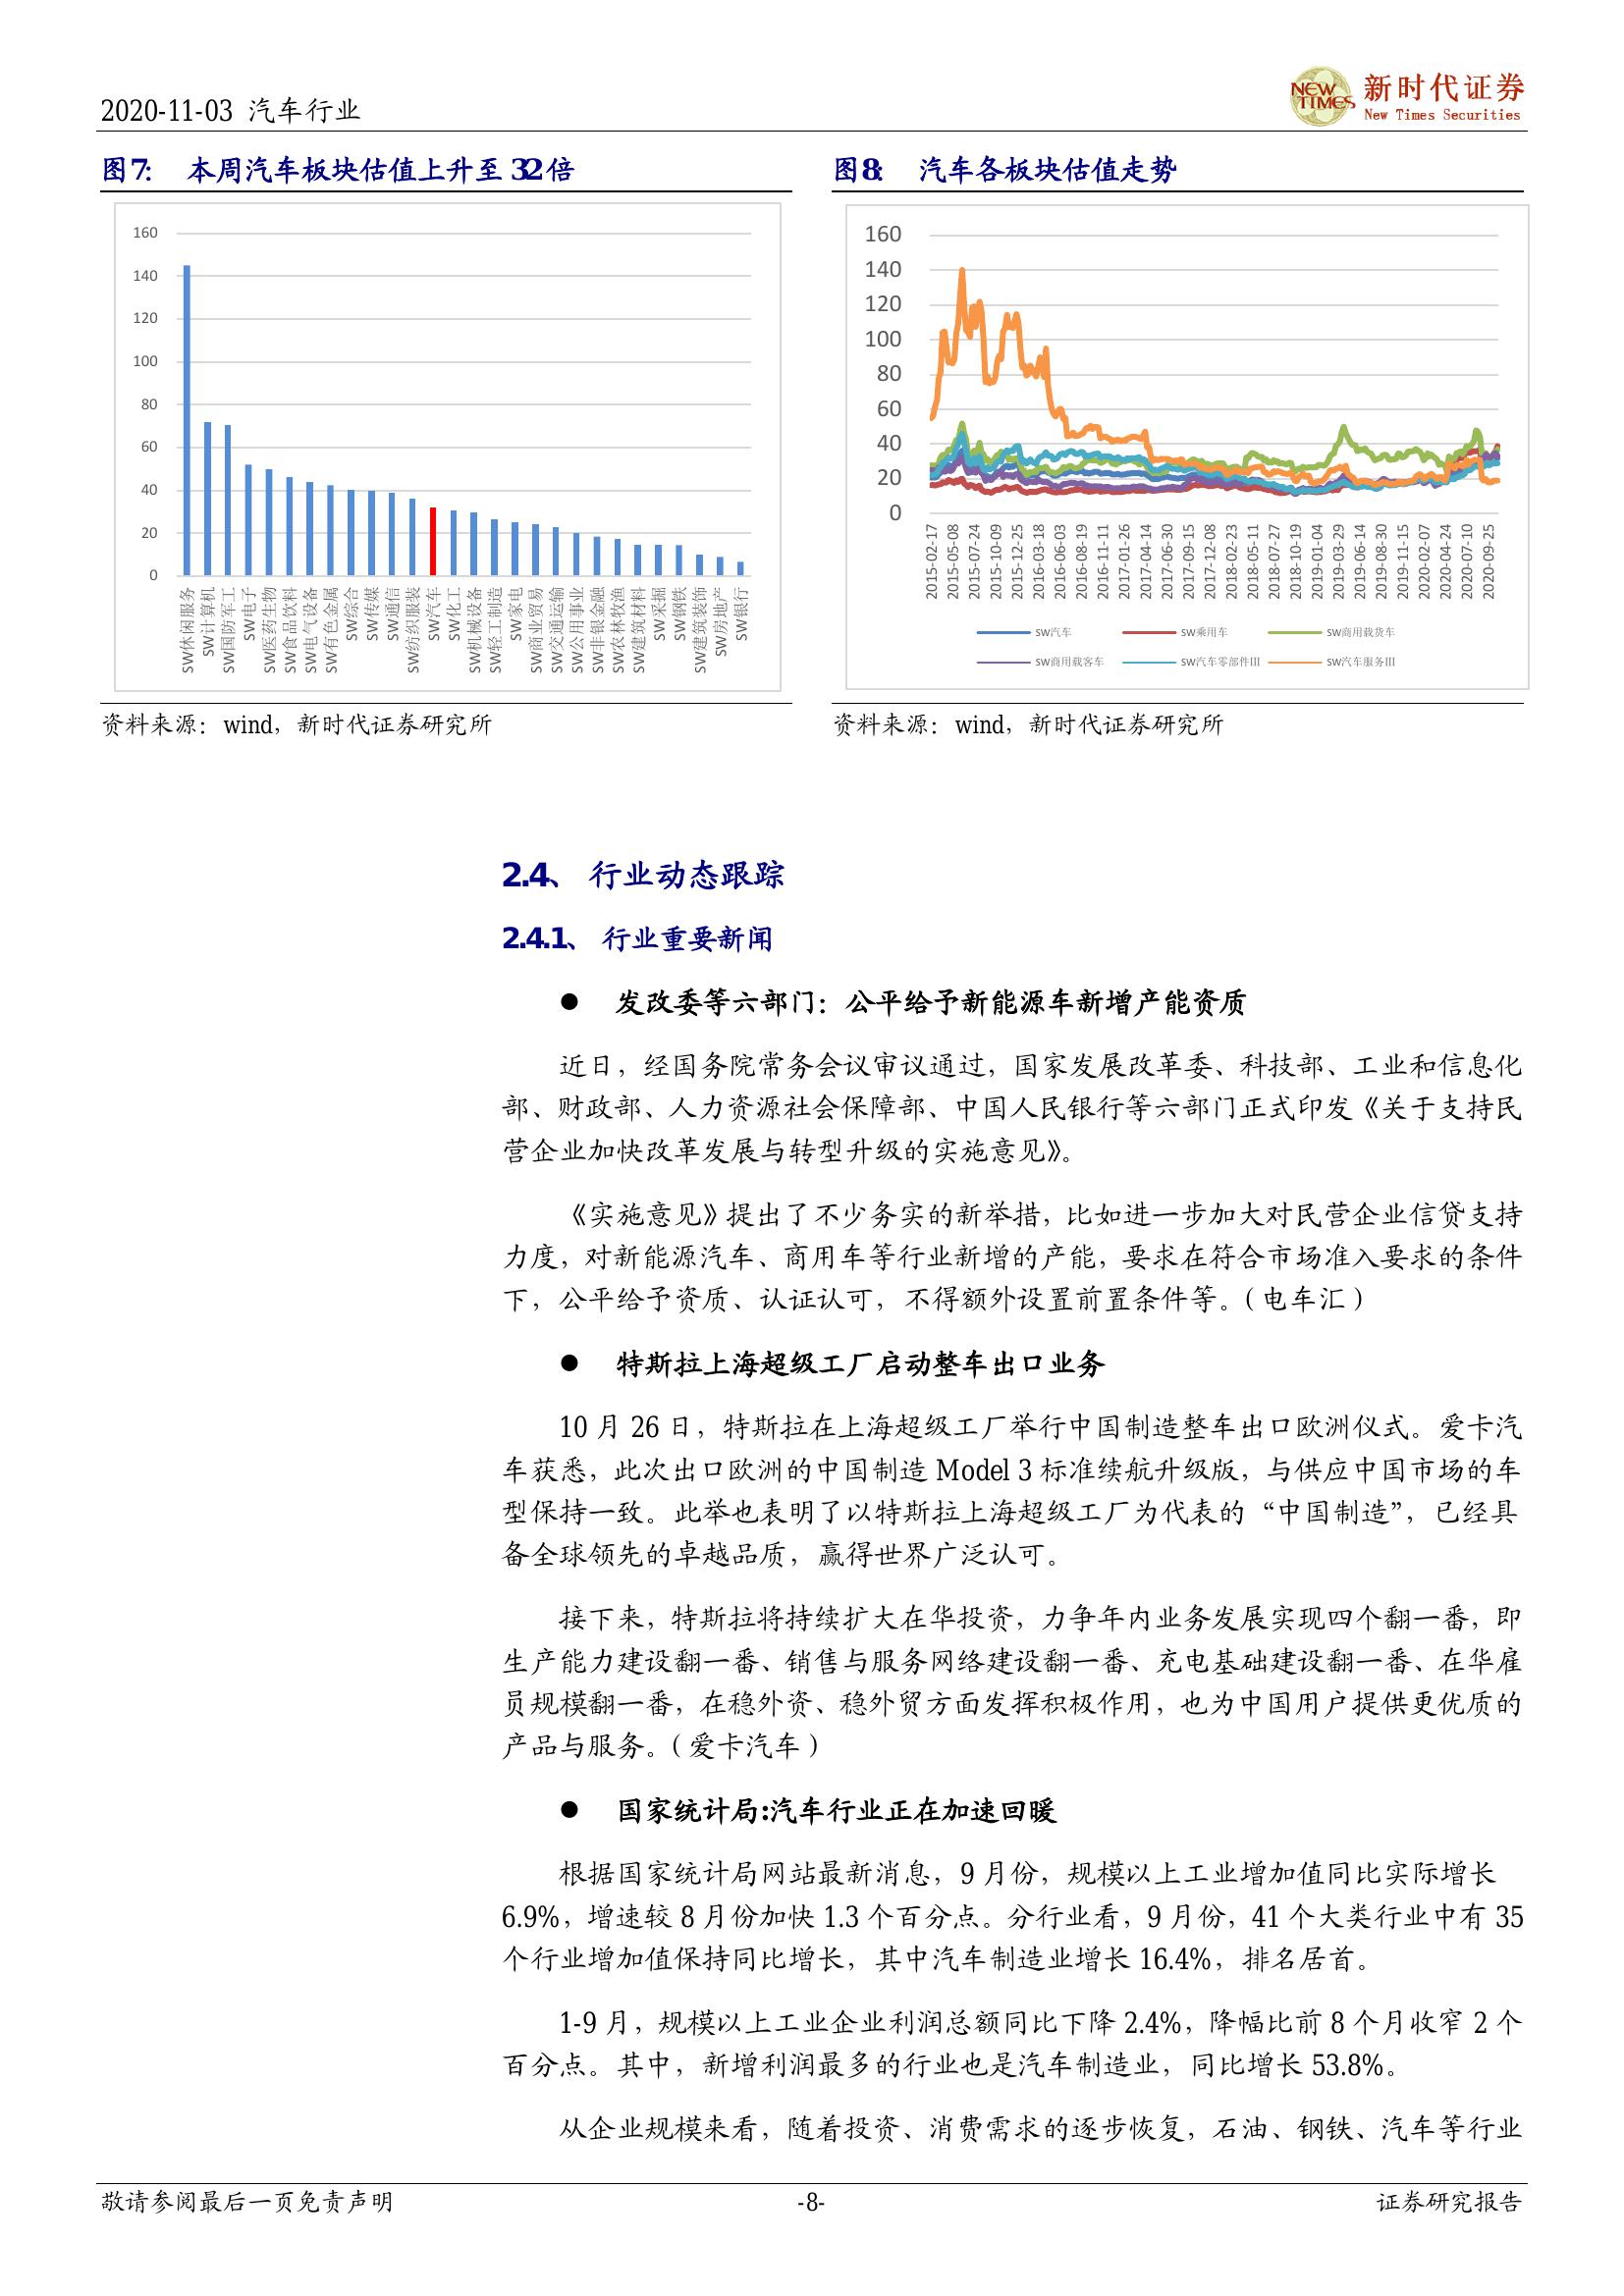 2020-11-03 汽车行业
NEW TIMES 新时代证券
New Times Securities
图7: 本周汽车板块估值上升至32倍
160
140
120
100
80
60
40
20
0
SW休闲服务
SW计算机
SW国防军工
SW电子
SW医药生物
SW食品饮料
SW电气设备
SW有色金属
SW综合
SW传媒
SW通信
SW纺织服装
SW汽车
SW化工
SW机械设备
SW轻工制造
SW家电
SW商业贸易
SW交通运输
SW公用事业
SW非银金融
SW农林牧渔
SW建筑材料
SW采掘
SW钢铁
SW建筑装饰
SW房地产
SW银行
资料来源：wind，新时代证券研究所
图8: 汽车各板块估值走势
160
140
120
100
80
60
40
20
0
2015-02-17
2015-05-08
2015-07-24
2015-10-09
2015-12-25
2016-03-18
2016-06-03
2016-08-19
2016-11-11
2017-01-26
2017-04-14
2017-06-30
2017-09-15
2017-12-08
2018-02-23
2018-05-11
2018-07-27
2018-10-19
2019-01-04
2019-03-29
2019-06-14
2019-08-30
2019-11-15
2020-02-07
2020-04-24
2020-07-10
2020-09-25
SW汽车 SW乘用车 SW商用载货车
SW商用载客车 SW汽车零部件III SW汽车服务III
资料来源：wind，新时代证券研究所
2.4、 行业动态跟踪
2.4.1、 行业重要新闻
● 发改委等六部门：公平给予新能源车新增产能资质
近日，经国务院常务会议审议通过，国家发展改革委、科技部、工业和信息化
部、财政部、人力资源社会保障部、中国人民银行等六部门正式印发《关于支持民
营企业加快改革发展与转型升级的实施意见》。
《实施意见》提出了不少务实的新举措，比如进一步加大对民营企业信贷支持
力度，对新能源汽车、商用车等行业新增的产能，要求在符合市场准入要求的条件
下，公平给予资质、认证认可，不得额外设置前置条件等。（电车汇）
● 特斯拉上海超级工厂启动整车出口业务
10 月 26 日，特斯拉在上海超级工厂举行中国制造整车出口欧洲仪式。爱卡汽
车获悉，此次出口欧洲的中国制造 Model 3 标准续航升级版，与供应中国市场的车
型保持一致。此举也表明了以特斯拉上海超级工厂为代表的“中国制造”，已经具
备全球领先的卓越品质，赢得世界广泛认可。
接下来，特斯拉将持续扩大在华投资，力争年内业务发展实现四个翻一番，即
生产能力建设翻一番、销售与服务网络建设翻一番、充电基础建设翻一番、在华雇
员规模翻一番，在稳外资、稳外贸方面发挥积极作用，也为中国用户提供更优质的
产品与服务。（爱卡汽车）
● 国家统计局:汽车行业正在加速回暖
根据国家统计局网站最新消息，9 月份，规模以上工业增加值同比实际增长
6.9%，增速较 8 月份加快 1.3 个百分点。分行业看，9 月份，41 个大类行业中有 35
个行业增加值保持同比增长，其中汽车制造业增长 16.4%，排名居首。
1-9 月，规模以上工业企业利润总额同比下降 2.4%，降幅比前 8 个月收窄 2 个
百分点。其中，新增利润最多的行业也是汽车制造业，同比增长 53.8%。
从企业规模来看，随着投资、消费需求的逐步恢复，石油、钢铁、汽车等行业
敬请参阅最后一页免责声明 -8- 证券研究报告